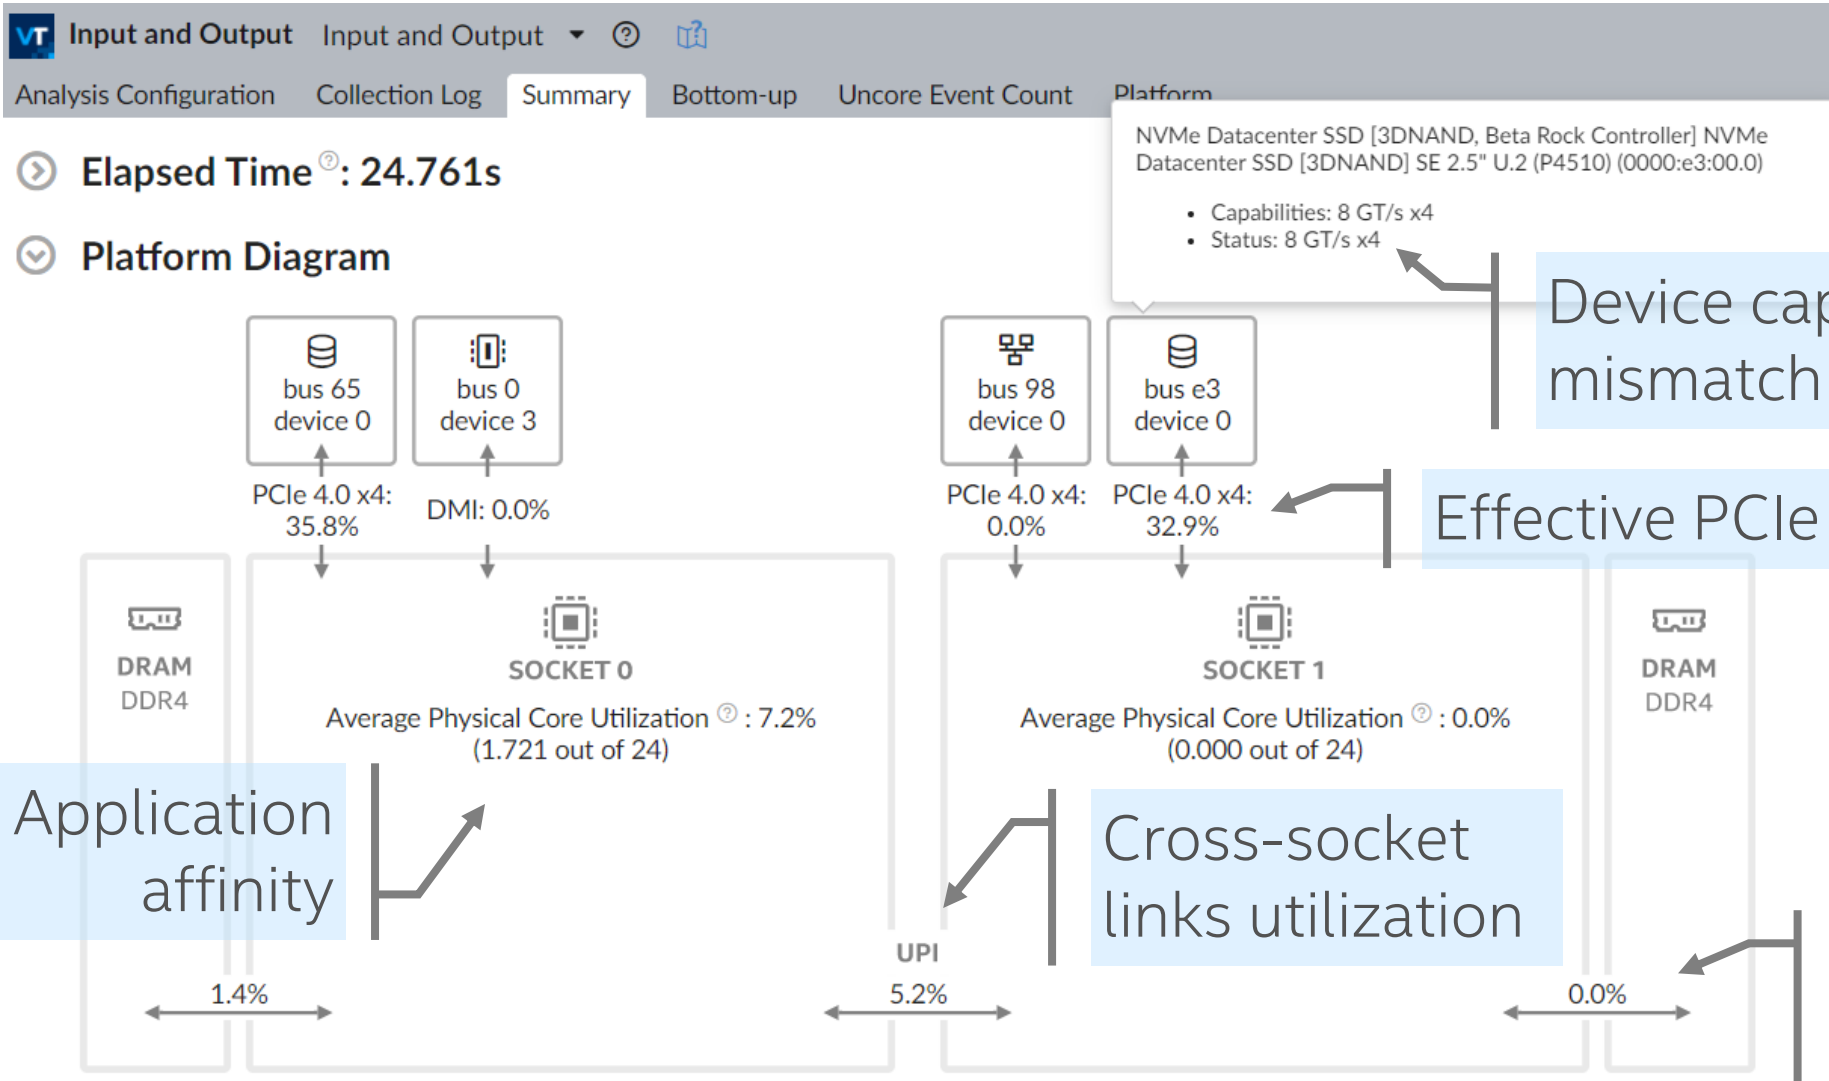 VT Input and Output Input and Output
Analysis Configuration Collection Log Summary Bottom-up Uncore Event Count Platform
NVMe Datacenter SSD [3DNAND, Beta Rock Controller] NVMe
Datacenter SSD [3DNAND] SE 2.5" U.2 (P4510) (0000:e3:00.0)
• Capabilities: 8 GT/s x4
• Status: 8 GT/s x4
Elapsed Time ? : 24.761s
Platform Diagram
Device cap
mismatch
bus 65
device 0
bus 0
device 3
bus 98
device 0
bus e3
device 0
PCIe 4.0 x4:
35.8%
DMI: 0.0%
PCIe 4.0 x4:
0.0%
PCIe 4.0 x4:
32.9%
Effective PCIe
DRAM
DDR4
SOCKET 0
Average Physical Core Utilization ? : 7.2%
(1.721 out of 24)
SOCKET 1
Average Physical Core Utilization ? : 0.0%
(0.000 out of 24)
DRAM
DDR4
Application
affinity
Cross-socket
links utilization
UPI
1.4%
5.2%
0.0%